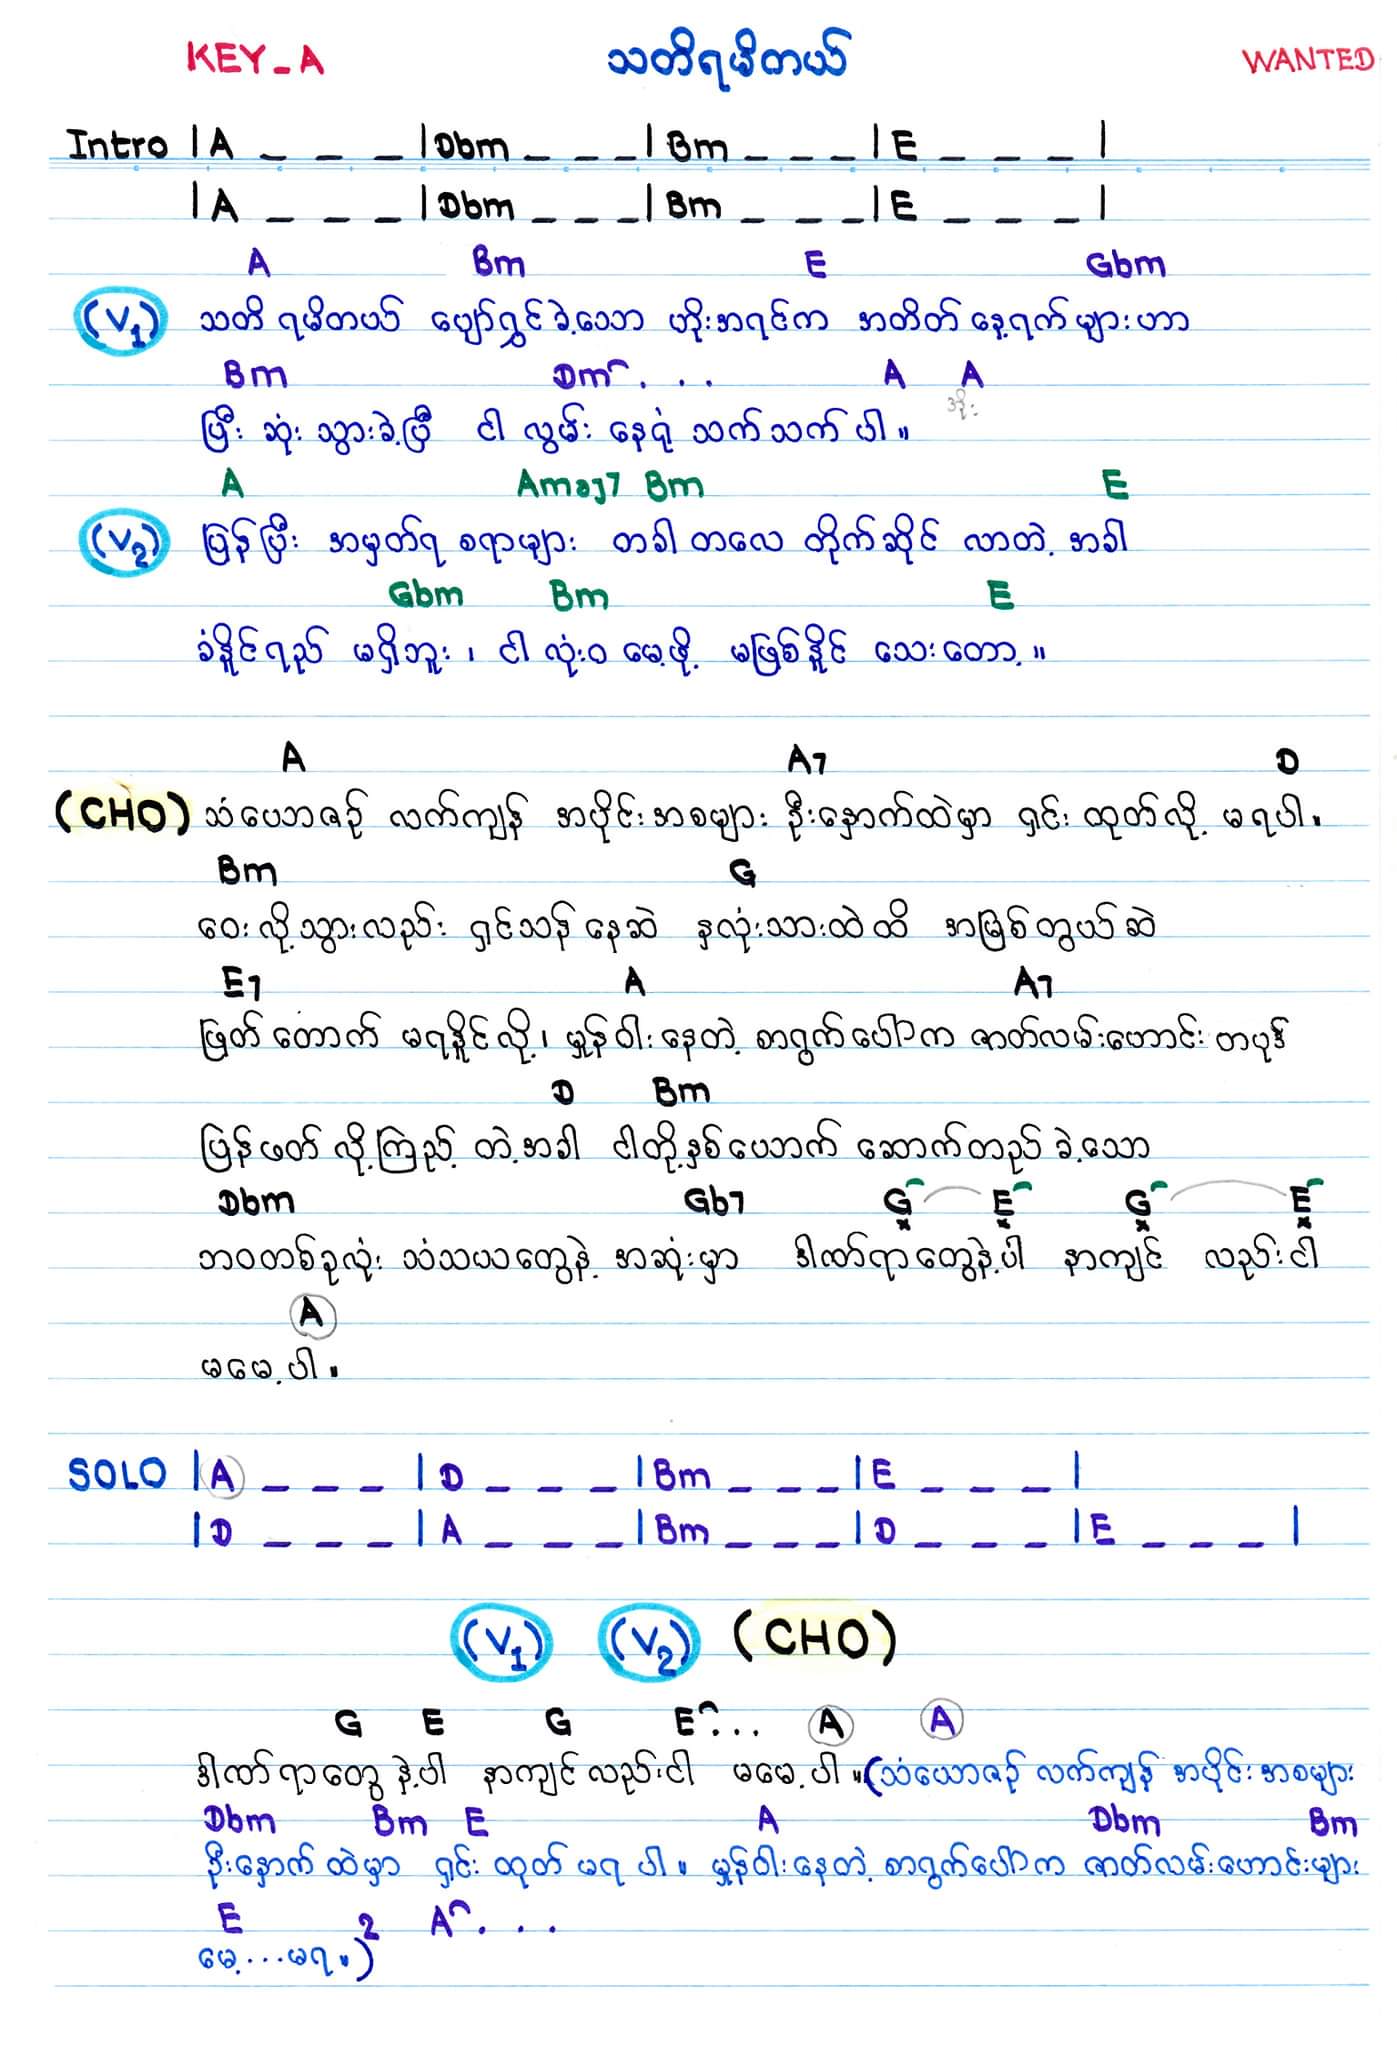 KEY_A သတိရမိတယ် WANTED
Intro |A _ _ _ |Dbm _ _ _ |Bm _ _ _ |E _ _ _ |
|A _ _ _ |Dbm _ _ _ |Bm _ _ _ |E _ _ _ |
A Bm E Gbm
(V1) သတိ ရမိတယ် ပျော်ရွှင်ခဲ့သော ဟိုးအရင်က အတိတ် နေ့ရက် များဟာ
Bm Dm . . . A A
အိုး
ပြီး ဆုံး သွားခဲ့ပြီ ငါ လွမ်း နေရုံ သက်သက် ပါ။
A Amaj7 Bm E
(V2) ပြန်ပြီး အမှတ်ရ စရာများ တခါ တလေ တိုက်ဆိုင် လာတဲ့ အခါ
Gbm Bm E
ခံနိူင်ရည် မရှိဘူး ၊ ငါ လုံးဝ မေ့ဖို့ မဖြစ်နိူင် သေးတော့ ။
A A7 D
(CHO) သံယောဇဉ် လက်ကျန် အပိုင်းအစများ ဦးနှောက်ထဲမှာ ရှင်း ထုတ်လို့ မရပါ။
Bm G
ဝေးလို့သွားလည်း ရှင်သန် နေဆဲ နှလုံးသားထဲထိ အမြစ်တွယ်ဆဲ
E7 A A7
ဖြတ်တောက် မရနိူင်လို့၊ မှုန်ဝါးနေတဲ့ စာရွက်ပေါ်က ဇာတ်လမ်းဟောင်း တပုဒ်
D Bm
ပြန်ဖတ် လို့ကြည့် တဲ့အခါ ငါတို့နှစ်ယောက် ဆောက်တည် ခဲ့သော
Dbm Gb7 G E G E
ဘဝတစ်ခုလုံး သံသယတွေနဲ့ အဆုံးမှာ ဒါဏ်ရာတွေနဲ့ပါ နာကျင် လည်းငါ
A
မမေ့ပါ။
SOLO |A _ _ _ |D _ _ _ |Bm _ _ _ |E _ _ _ |
|D _ _ _ |A _ _ _ |Bm _ _ _ |D _ _ _ |E _ _ _ |
(V1) (V2) (CHO)
G E G E . . . A A
ဒါဏ်ရာတွေ နဲ့ပါ နာကျင်လည်းငါ မမေ့ပါ။(သံယောဇဉ် လက်ကျန် အပိုင်းအစများ
Dbm Bm E A Dbm Bm
ဦးနှောက် ထဲမှာ ရှင်း ထုတ် မရ ပါ။ မှုန်ဝါးနေတဲ့ စာရွက်ပေါ်က ဇာတ်လမ်းဟောင်းများ
E 2 A . . .
မေ့...မရ။)